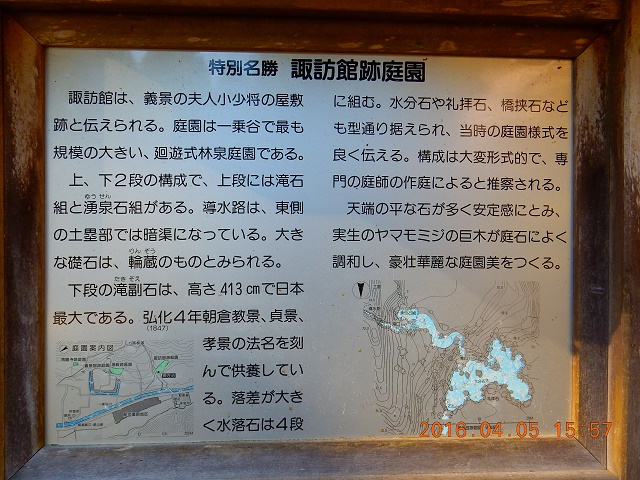 特別名勝 諏訪館跡庭園
諏訪館は、義景の夫人小少将の屋敷
跡と伝えられる。庭園は一乗谷で最も
規模の大きい、廻遊式林泉庭園である。
上、下2段の構成で、上段には滝石
ゆう せん
組と湧泉石組がある。導水路は、東側
の土塁部では暗渠になっている。大き
りん ぞう
な礎石は、輪蔵のものとみられる。
たき ぞえ
下段の滝副石は、高さ413cmで日本
最大である。弘化4年朝倉教景、貞景、
(1847)
孝景の法名を刻
んで供養してい
る。落差が大き
く水落石は4段
に組む。水分石や礼拝石、橋挟石など
も型通り据えられ、当時の庭園様式を
良く伝える。構成は大変形式的で、専
門の庭師の作庭によると推察される。
天端の平な石が多く安定感にとみ、
実生のヤマモミジの巨木が庭石によく
調和し、豪壮華麗な庭園美をつくる。
庭園案内図
2016.04.05 15:57